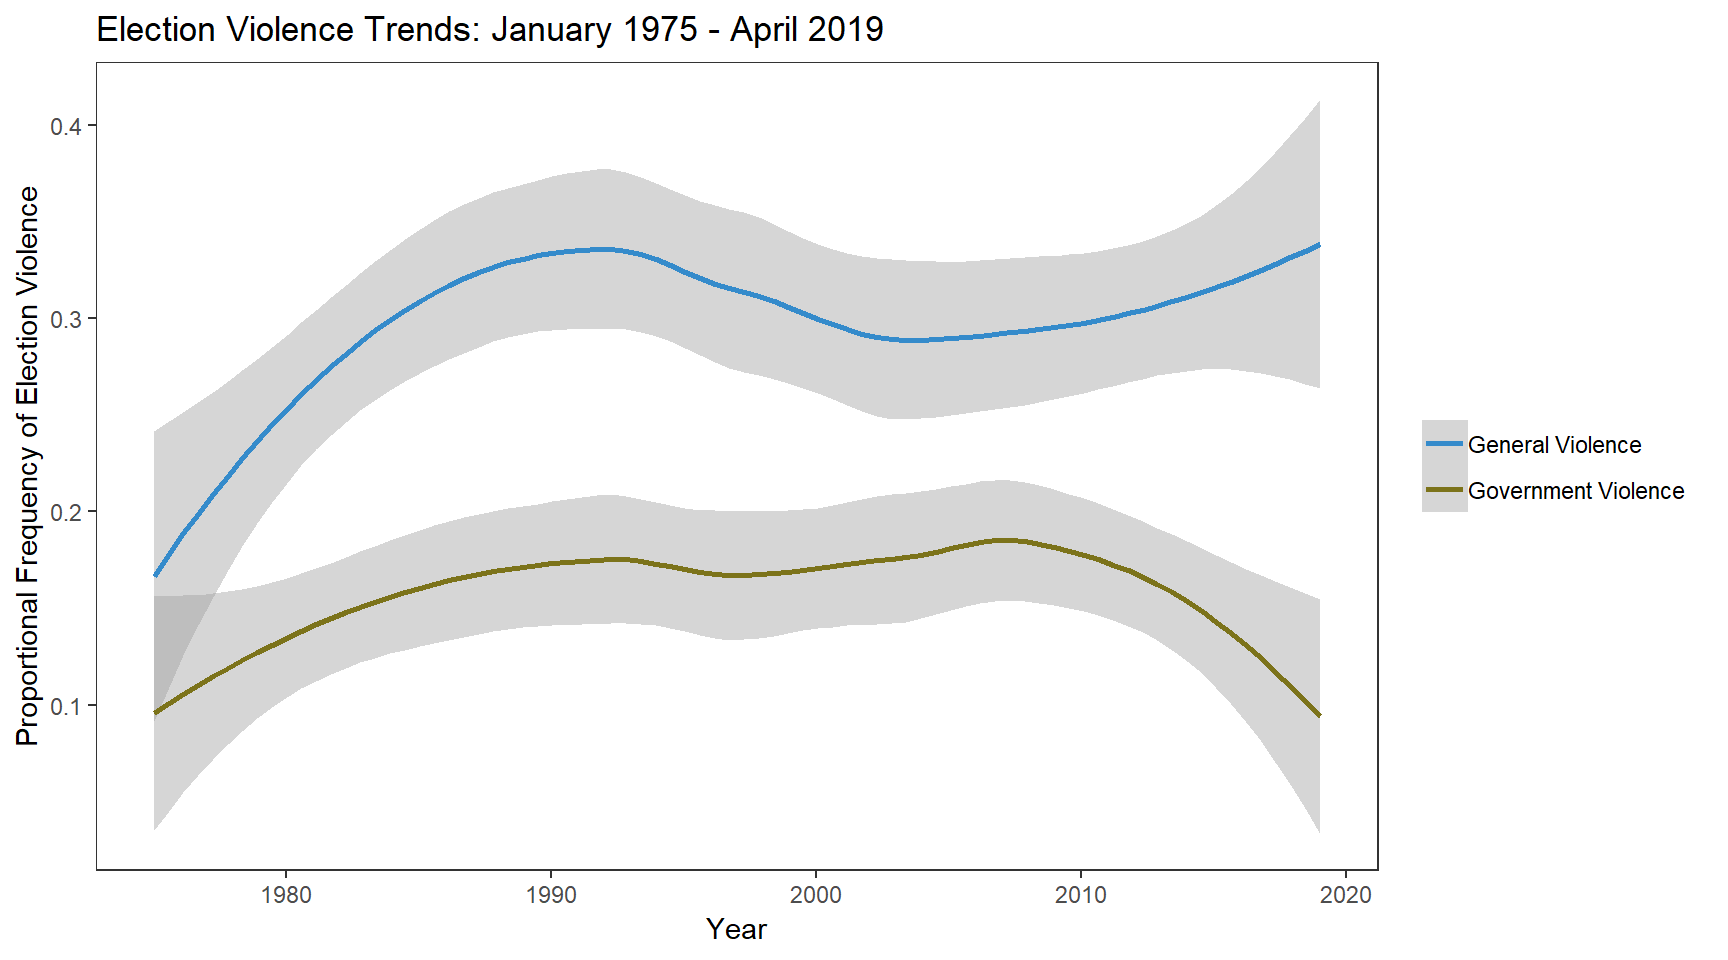 Election Violence Trends: January 1975 - April 2019
Proportional Frequency of Election Violence
0.4
0.3
0.2
0.1
1980
1990
2000
2010
2020
Year
General Violence
Government Violence